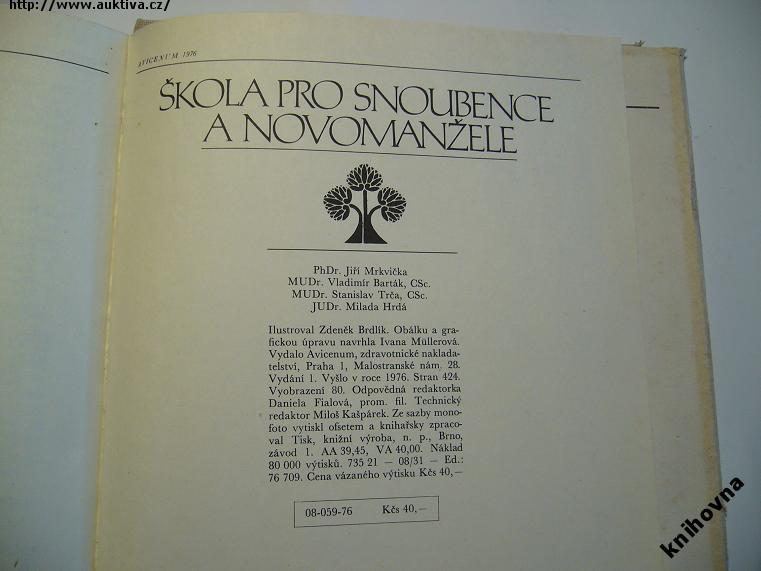 http://www.auktiva.cz/
AVICENUM 1976
ŠKOLA PRO SNOUBENCE
A NOVOMANŽELE
PhDr. Jiří Mrkvička
MUDr. Vladimír Barták, CSc.
MUDr. Stanislav Trča, CSc.
JUDr. Milada Hrdá
Ilustroval Zdeněk Brdlík. Obálku a gra-
fickou úpravu navrhla Ivana Müllerová.
Vydalo Avicenum, zdravotnické naklada-
telství, Praha 1, Malostranské nám. 28.
Vydání 1. Vyšlo v roce 1976. Stran 424.
Vyobrazení 80. Odpovědná redaktorka
Daniela Fialová, prom. fil. Technický
redaktor Miloš Kašpárek. Ze sazby mono-
foto vytiskl ofsetem a knihařsky zpraco-
val Tisk, knižní výroba, n. p., Brno,
závod 1. AA 39,45, VA 40,00. Náklad
80 000 výtisků. 735 21 — 08/31 — Ed.:
76 709. Cena vázaného výtisku Kčs 40,—
08-059-76 Kčs 40,—
knihovna